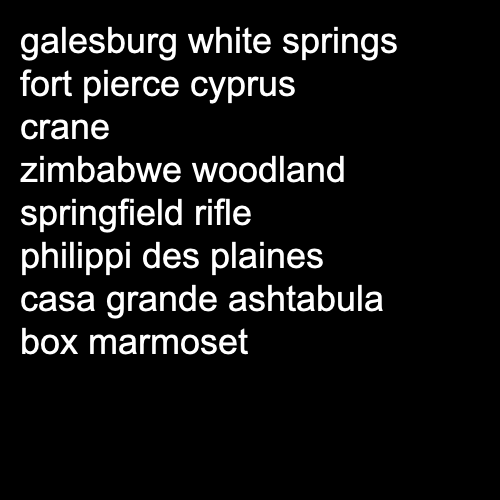 galesburg white springs
fort pierce cyprus
crane
zimbabwe woodland
springfield rifle
philippi des plaines
casa grande ashtabula
box marmoset